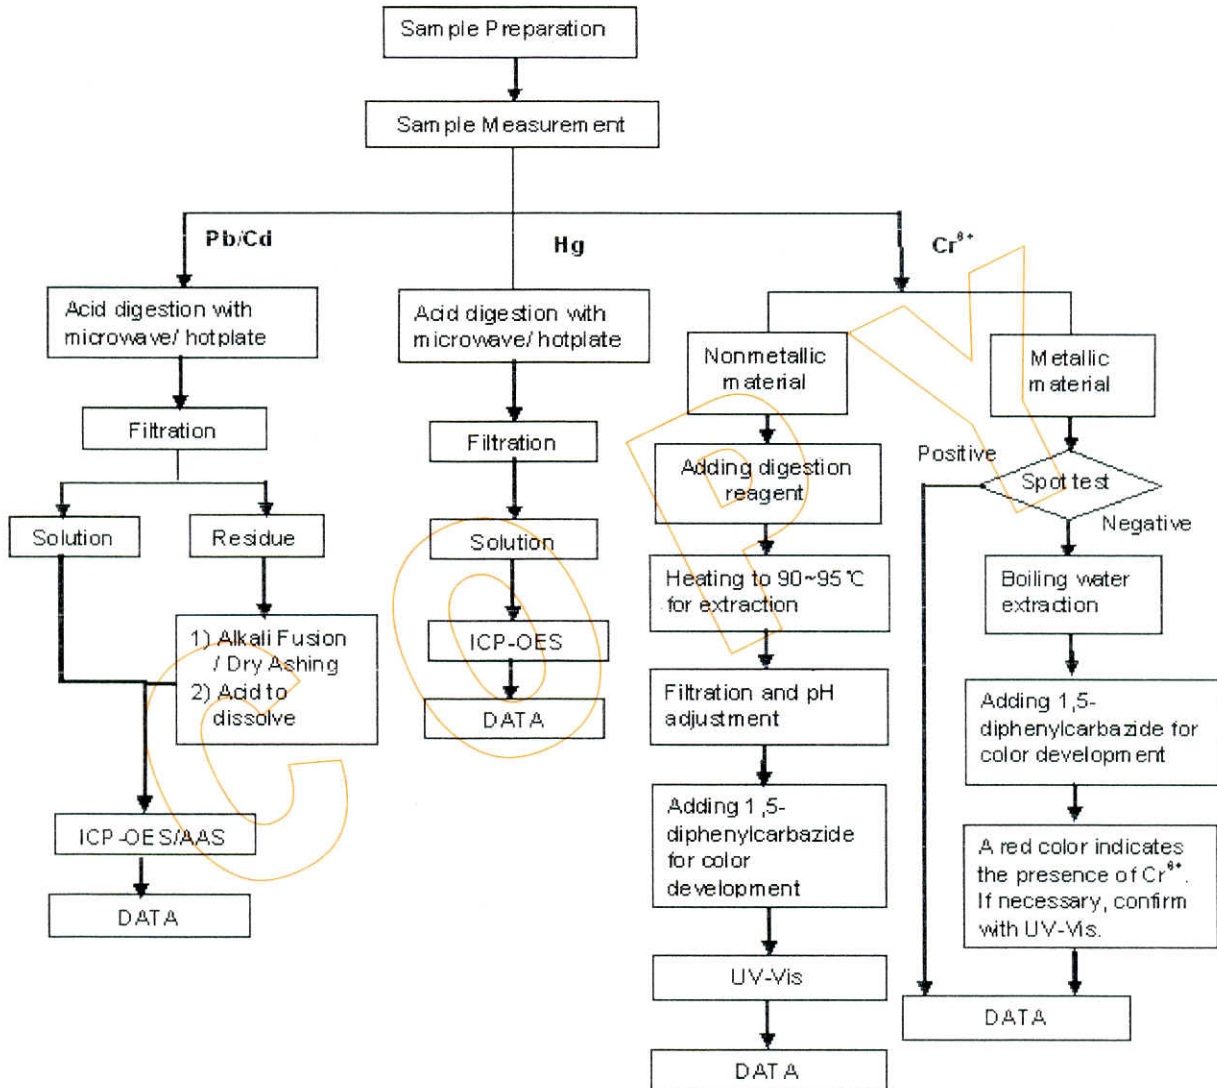 Sample Preparation
Sample Measurement
Pb/Cd
Hg
Cr⁶⁺
Acid digestion with
microwave/ hotplate
Filtration
Solution
Residue
1) Alkali Fusion
/ Dry Ashing
2) Acid to
dissolve
ICP-OES/AAS
DATA
Acid digestion with
microwave/ hotplate
Filtration
Solution
ICP-OES
DATA
Nonmetallic
material
Adding digestion
reagent
Heating to 90~95℃
for extraction
Filtration and pH
adjustment
Adding 1,5-
diphenylcarbazide
for color
development
UV-Vis
DATA
Metallic
material
Positive
Spot test
Negative
Boiling water
extraction
Adding 1,5-
diphenylcarbazide for
color development
A red color indicates
the presence of Cr⁶⁺.
If necessary, confirm
with UV-Vis.
DATA
COPY